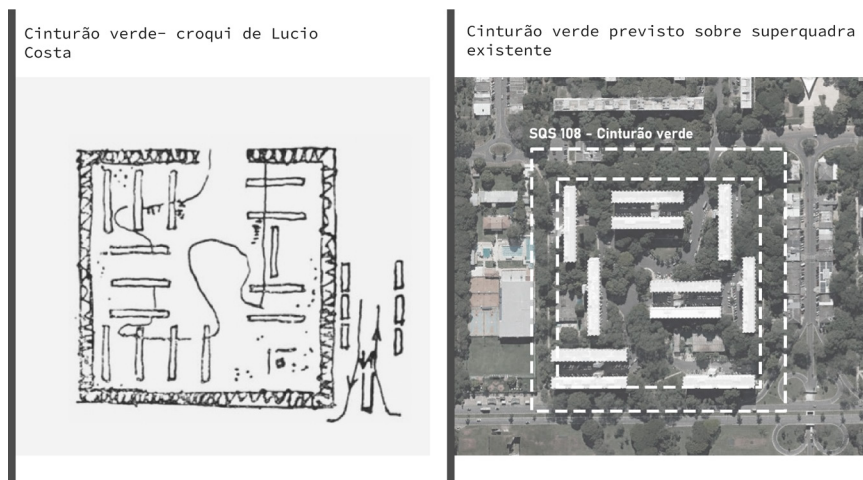 Cinturão verde- croqui de Lucio
Costa
Cinturão verde previsto sobre superquadra
existente
SQS 108 - Cinturão verde